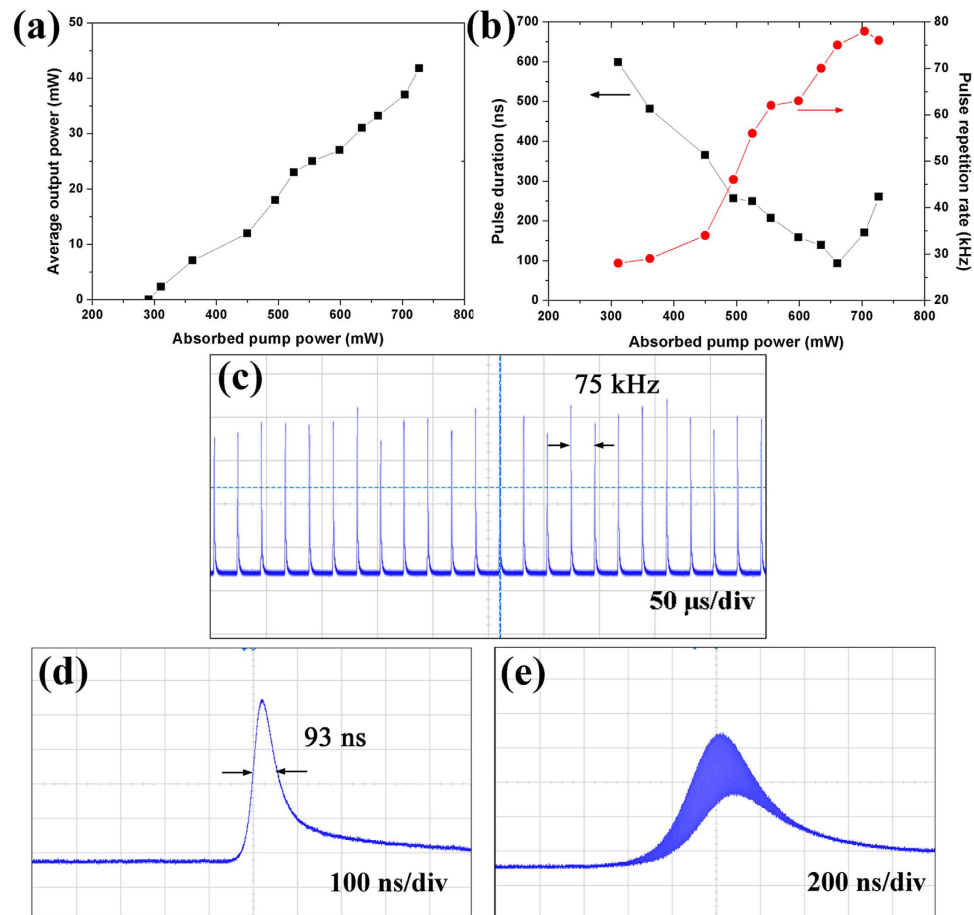 (a)
50
40
30
20
10
0
Average output power (mW)
200 300 400 500 600 700 800
Absorbed pump power (mW)
(b)
700
600
500
400
300
200
100
0
Pulse duration (ns)
80
70
60
50
40
30
20
Pulse repetition rate (kHz)
200 300 400 500 600 700 800
Absorbed pump power (mW)
(c)
75 kHz
50 μs/div
(d)
93 ns
100 ns/div
(e)
200 ns/div